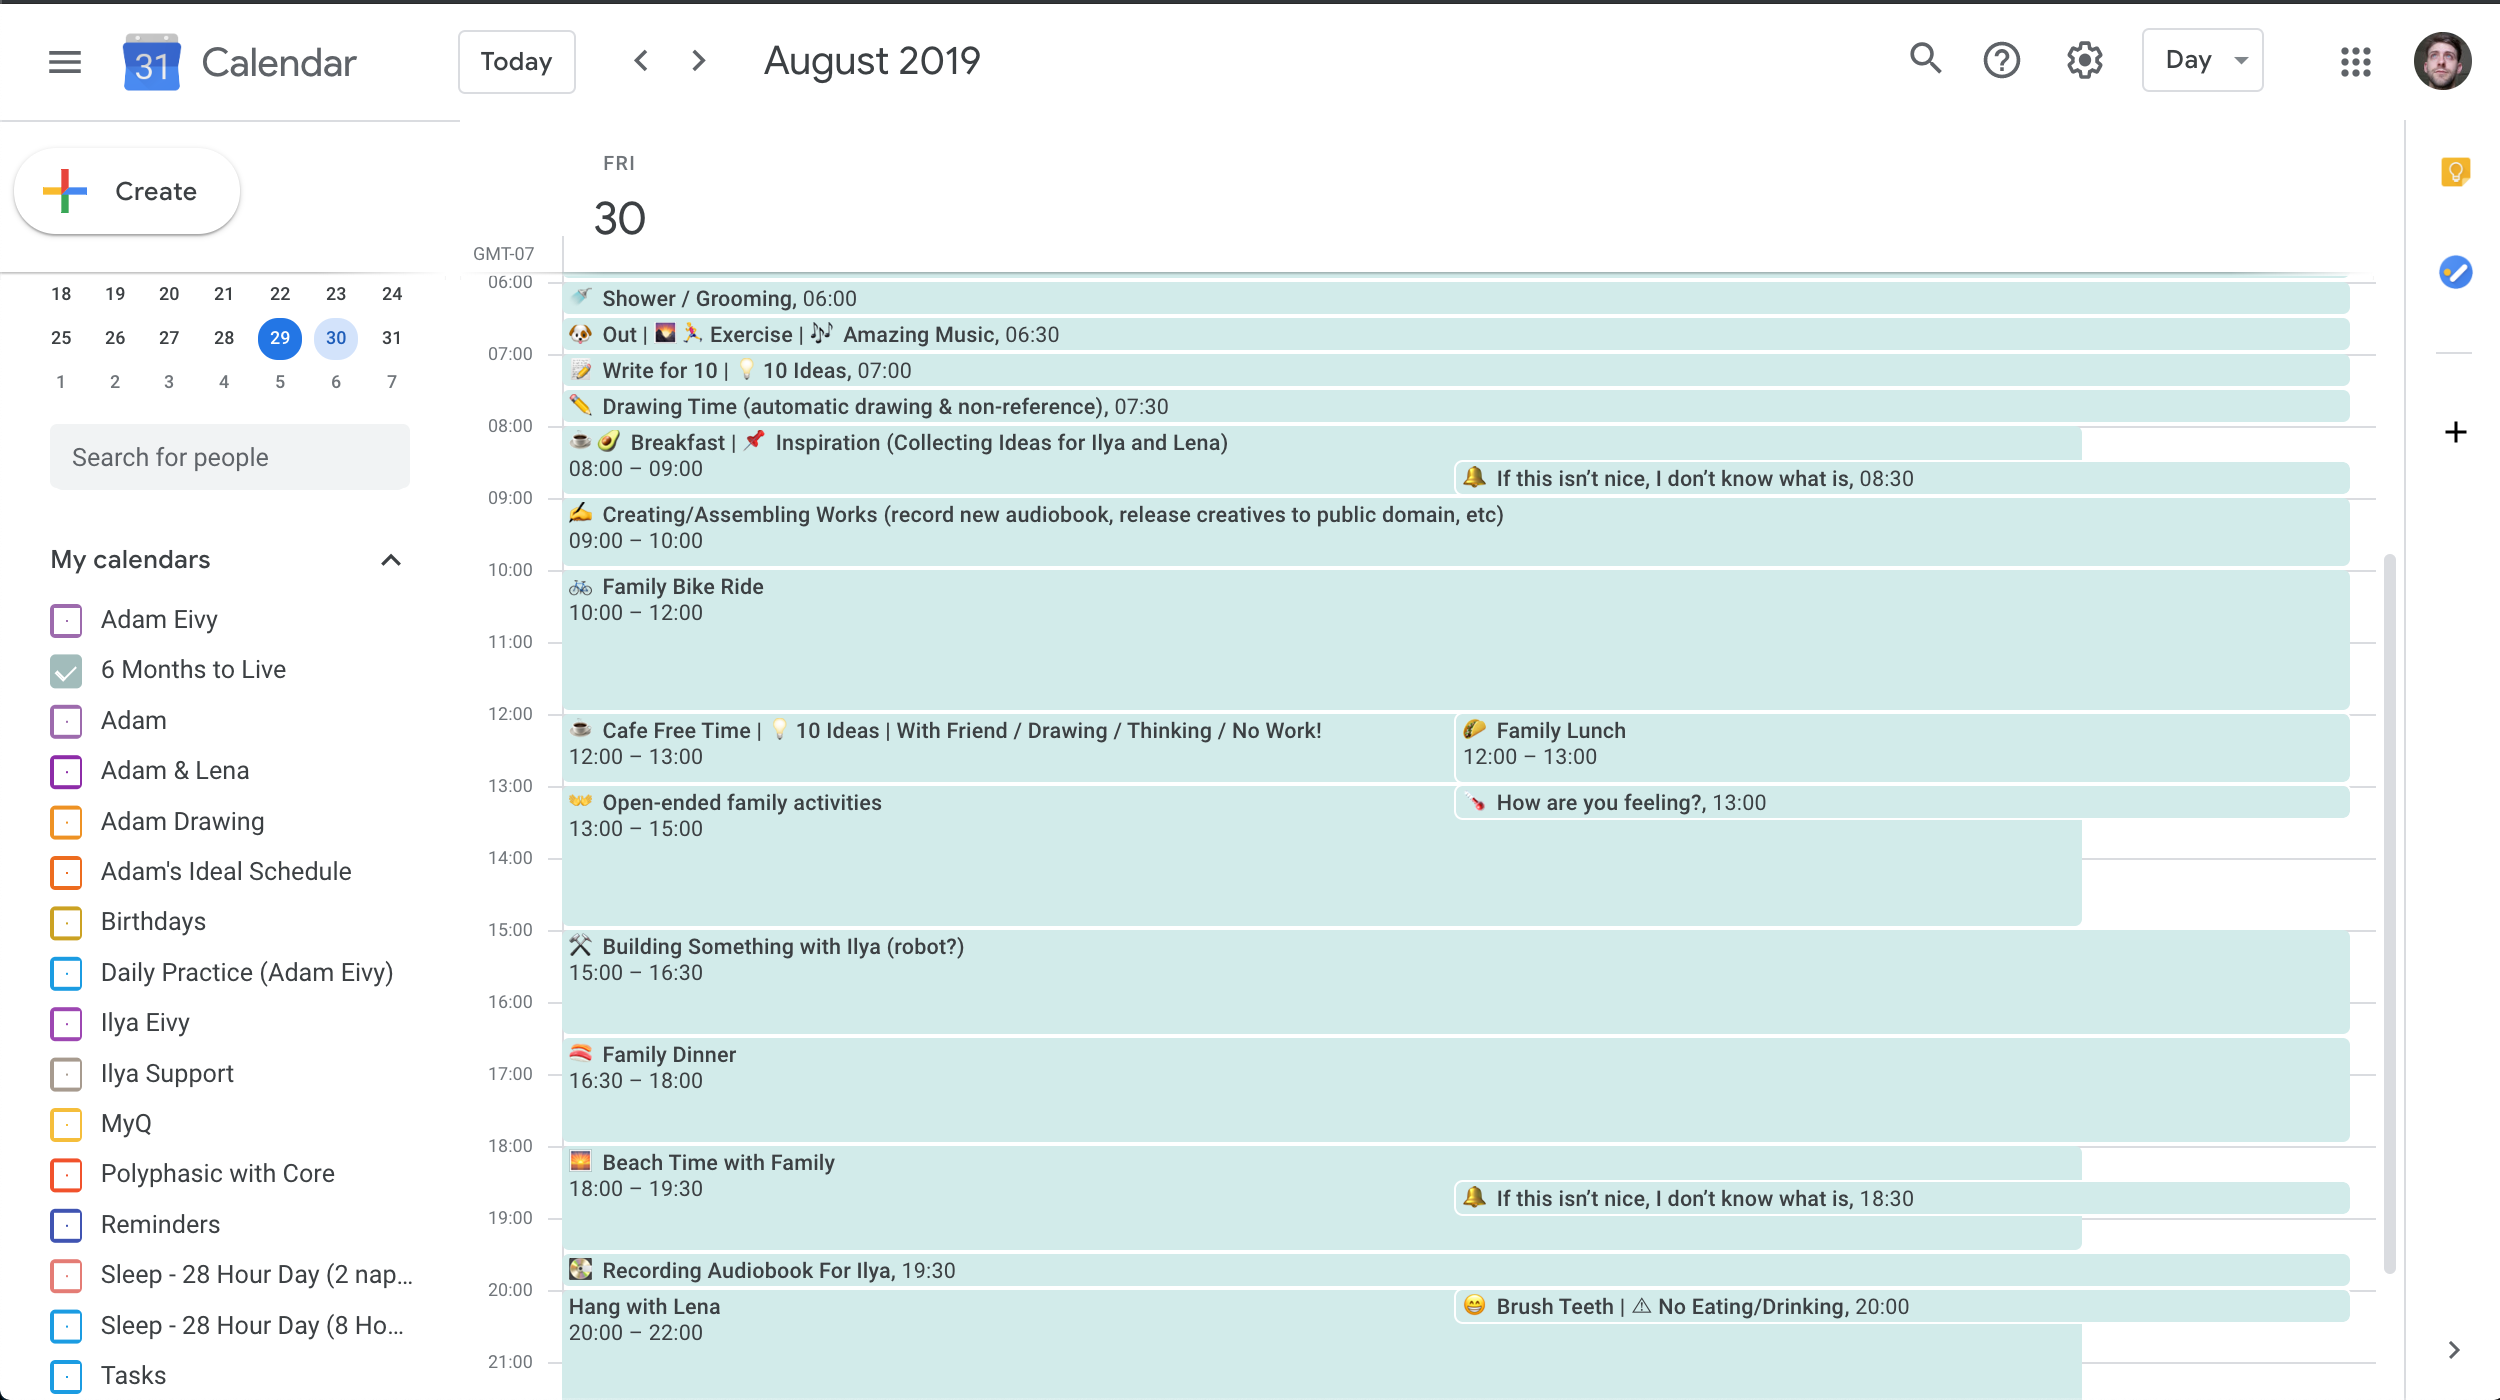 31 Calendar
Today
August 2019
Day
Create
FRI
30
GMT-07
18 19 20 21 22 23 24
25 26 27 28 29 30 31
1 2 3 4 5 6 7
Search for people
My calendars
Adam Eivy
6 Months to Live
Adam
Adam & Lena
Adam Drawing
Adam's Ideal Schedule
Birthdays
Daily Practice (Adam Eivy)
Ilya Eivy
Ilya Support
MyQ
Polyphasic with Core
Reminders
Sleep - 28 Hour Day (2 nap...
Sleep - 28 Hour Day (8 Ho...
Tasks
06:00
Shower / Grooming, 06:00
Out | Exercise | Amazing Music, 06:30
07:00
Write for 10 | 10 Ideas, 07:00
Drawing Time (automatic drawing & non-reference), 07:30
08:00
Breakfast | Inspiration (Collecting Ideas for Ilya and Lena)
08:00 – 09:00
If this isn’t nice, I don’t know what is, 08:30
09:00
Creating/Assembling Works (record new audiobook, release creatives to public domain, etc)
09:00 – 10:00
10:00
Family Bike Ride
10:00 – 12:00
11:00
12:00
Cafe Free Time | 10 Ideas | With Friend / Drawing / Thinking / No Work!
12:00 – 13:00
Family Lunch
12:00 – 13:00
13:00
Open-ended family activities
13:00 – 15:00
How are you feeling?, 13:00
14:00
15:00
Building Something with Ilya (robot?)
15:00 – 16:30
16:00
Family Dinner
16:30 – 18:00
17:00
18:00
Beach Time with Family
18:00 – 19:30
If this isn’t nice, I don’t know what is, 18:30
19:00
Recording Audiobook For Ilya, 19:30
20:00
Hang with Lena
20:00 – 22:00
Brush Teeth | ⚠ No Eating/Drinking, 20:00
21:00